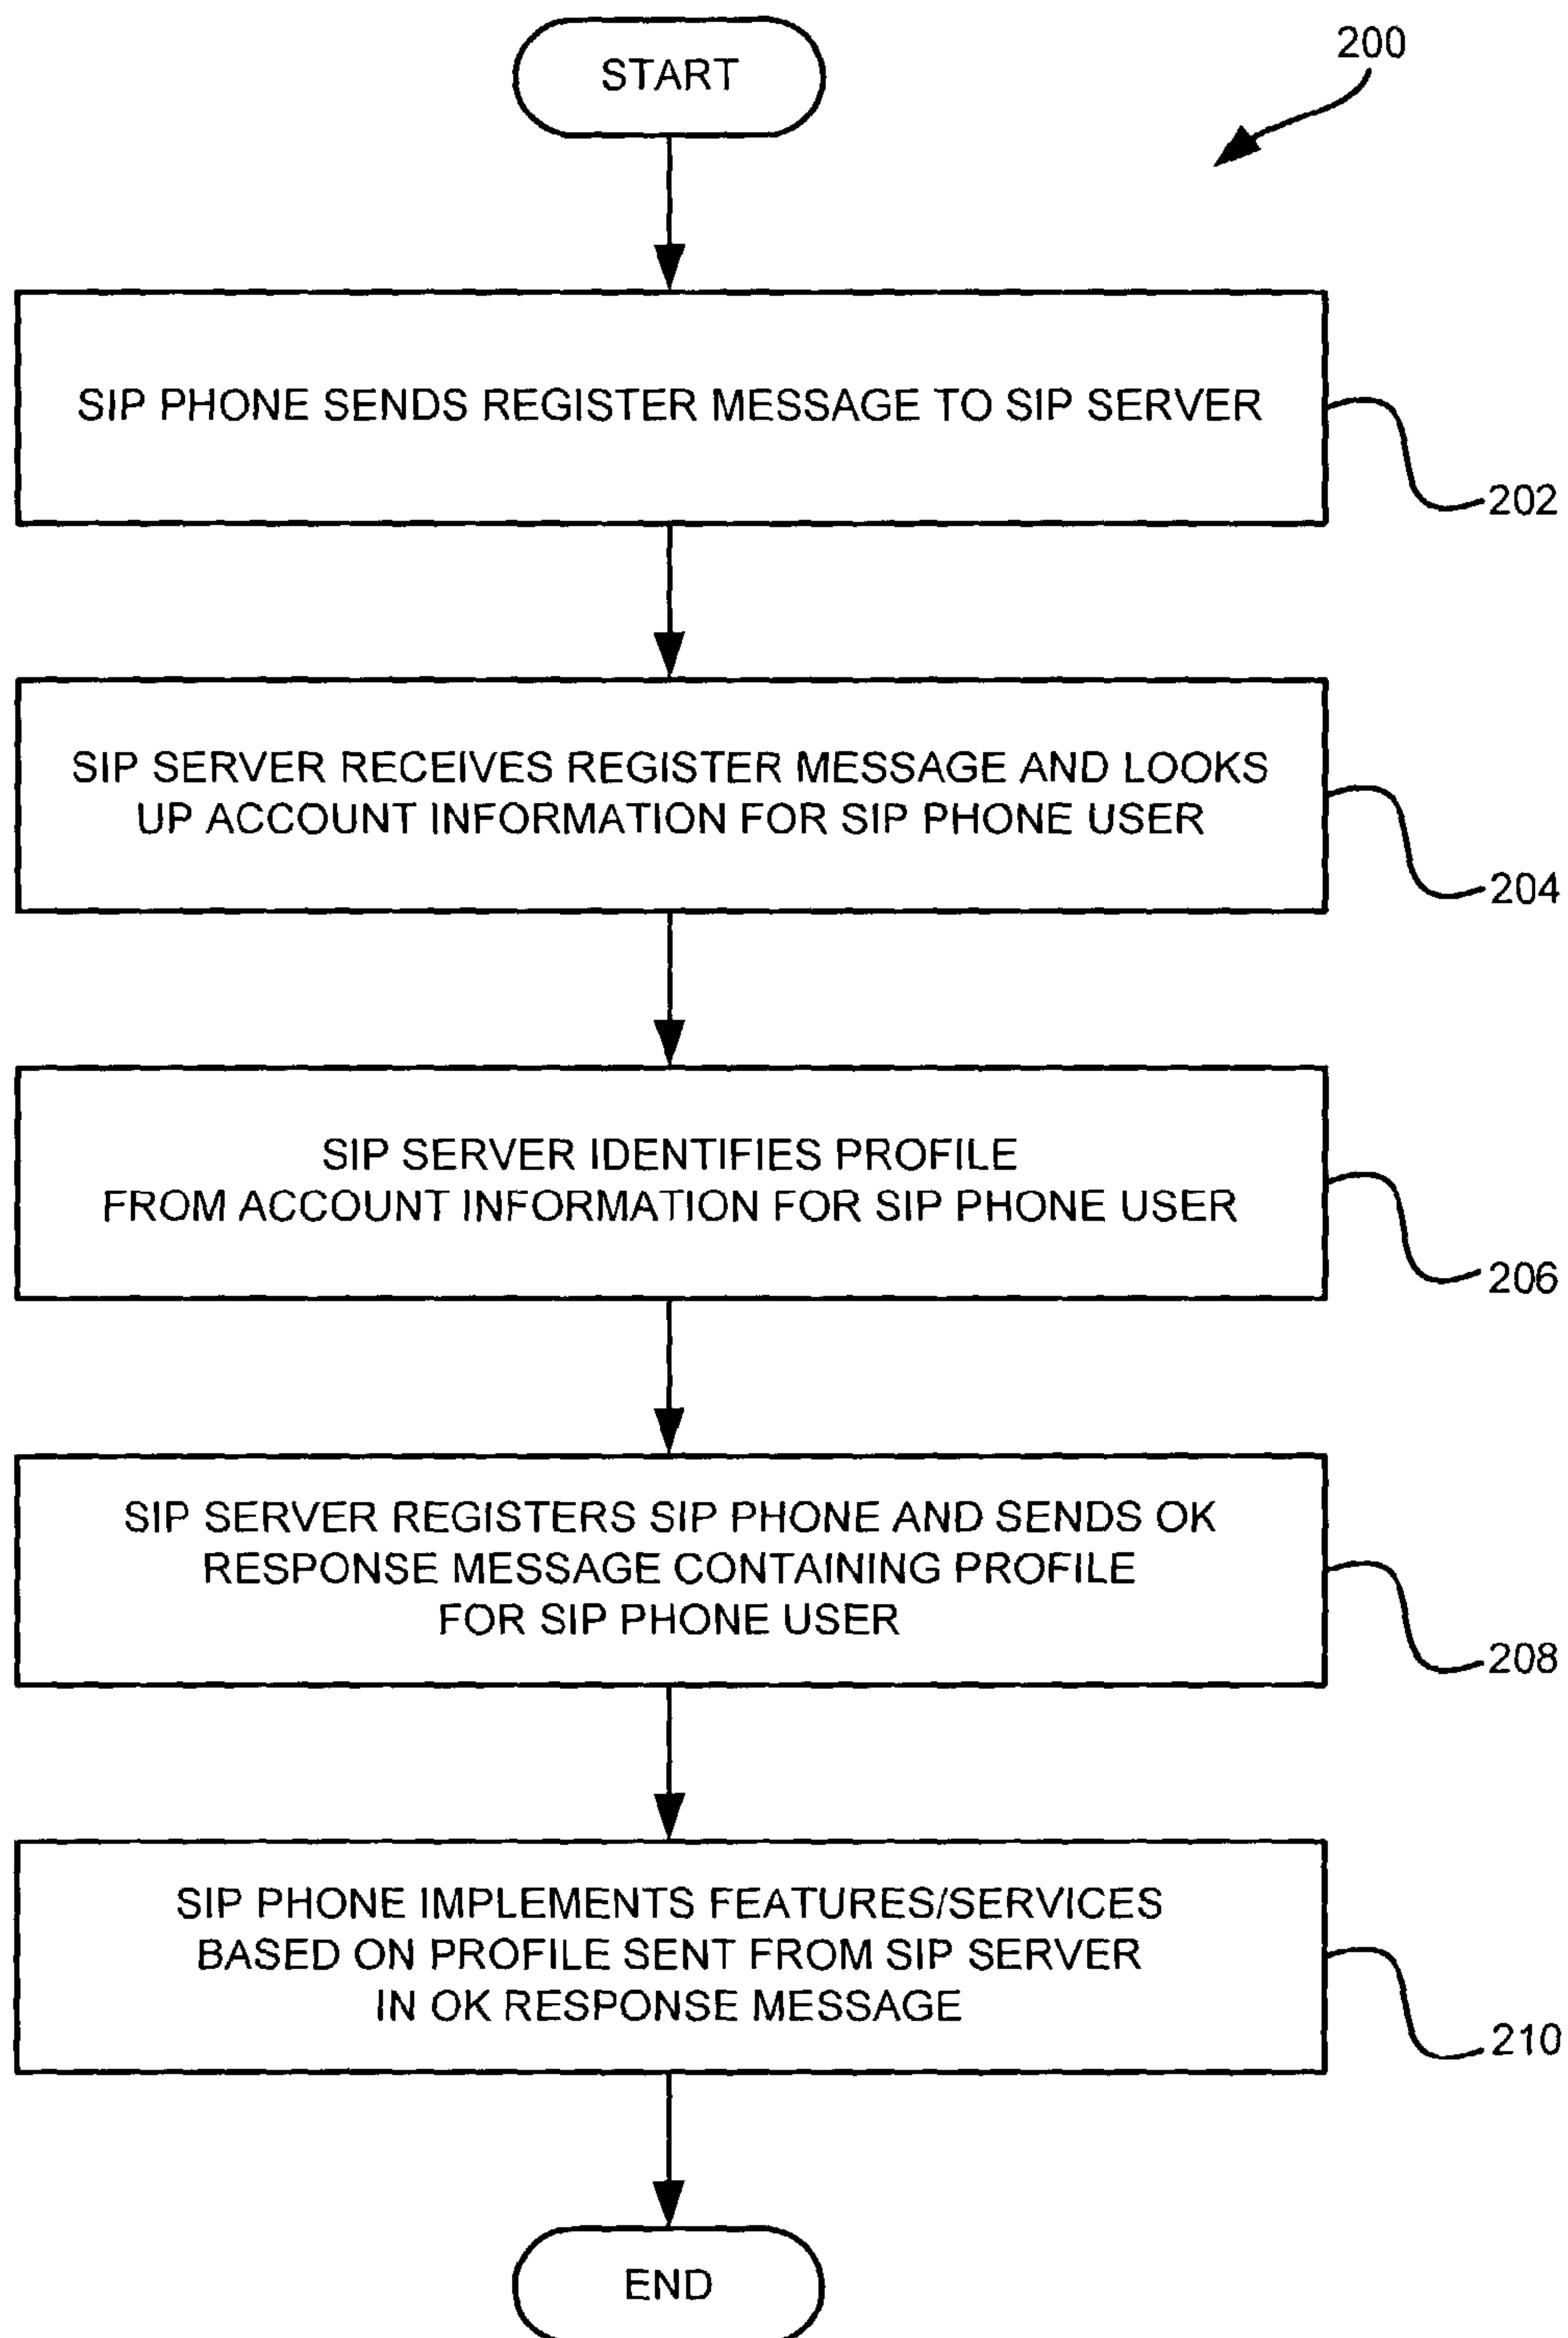 START
200
SIP PHONE SENDS REGISTER MESSAGE TO SIP SERVER
202
SIP SERVER RECEIVES REGISTER MESSAGE AND LOOKS
UP ACCOUNT INFORMATION FOR SIP PHONE USER
204
SIP SERVER IDENTIFIES PROFILE
FROM ACCOUNT INFORMATION FOR SIP PHONE USER
206
SIP SERVER REGISTERS SIP PHONE AND SENDS OK
RESPONSE MESSAGE CONTAINING PROFILE
FOR SIP PHONE USER
208
SIP PHONE IMPLEMENTS FEATURES/SERVICES
BASED ON PROFILE SENT FROM SIP SERVER
IN OK RESPONSE MESSAGE
210
END